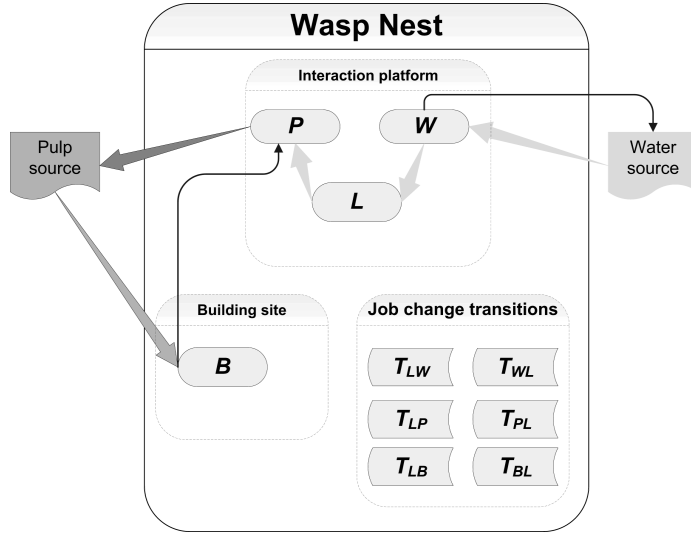 Wasp Nest
Interaction platform
P
W
Pulp
source
Water
source
L
Building site
B
Job change transitions
T_LW
T_WL
T_LP
T_PL
T_LB
T_BL